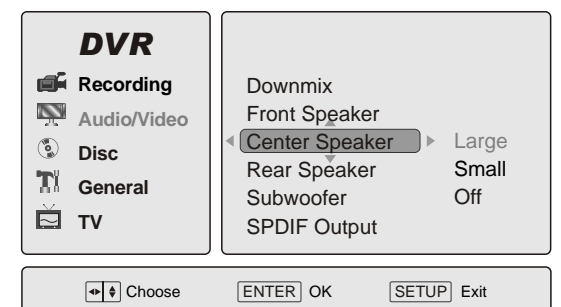 DVR
Recording
Audio/Video
Disc
General
TV
Downmix
Front Speaker
Center Speaker
Rear Speaker
Subwoofer
SPDIF Output
Large
Small
Off
Choose ENTER OK SETUP Exit